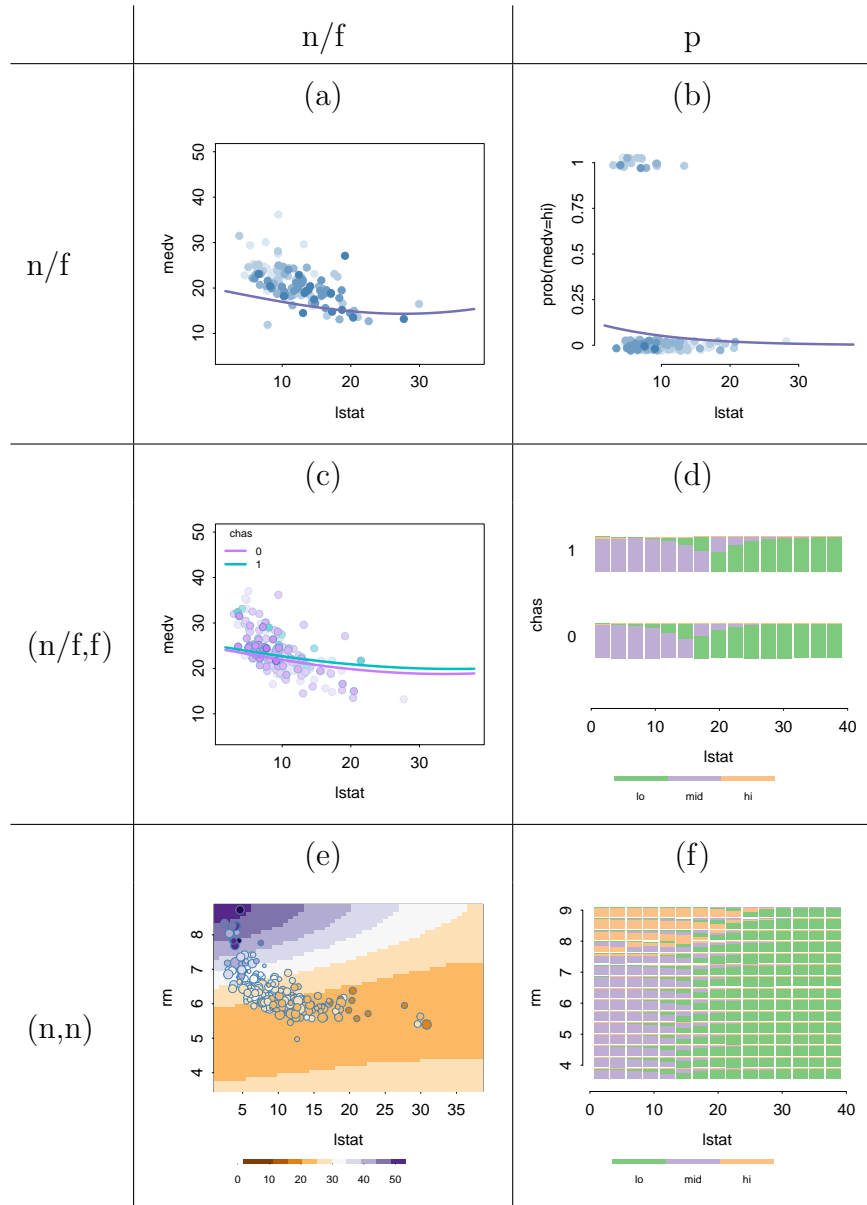 n/f p
n/f
(a)
50
40
30
20
10
medv
10 20 30
lstat
(b)
1
0.75
0.5
0.25
0
prob(medv=hi)
10 20 30
lstat
(n/f,f)
(c)
50
40
30
20
10
medv
chas
0
1
10 20 30
lstat
(d)
1
0
chas
0 10 20 30 40
lstat
lo mid hi
(n,n)
(e)
8
7
6
5
4
rm
5 10 15 20 25 30 35
lstat
0 10 20 30 40 50
(f)
9
8
7
6
5
4
rm
0 10 20 30 40
lstat
lo mid hi